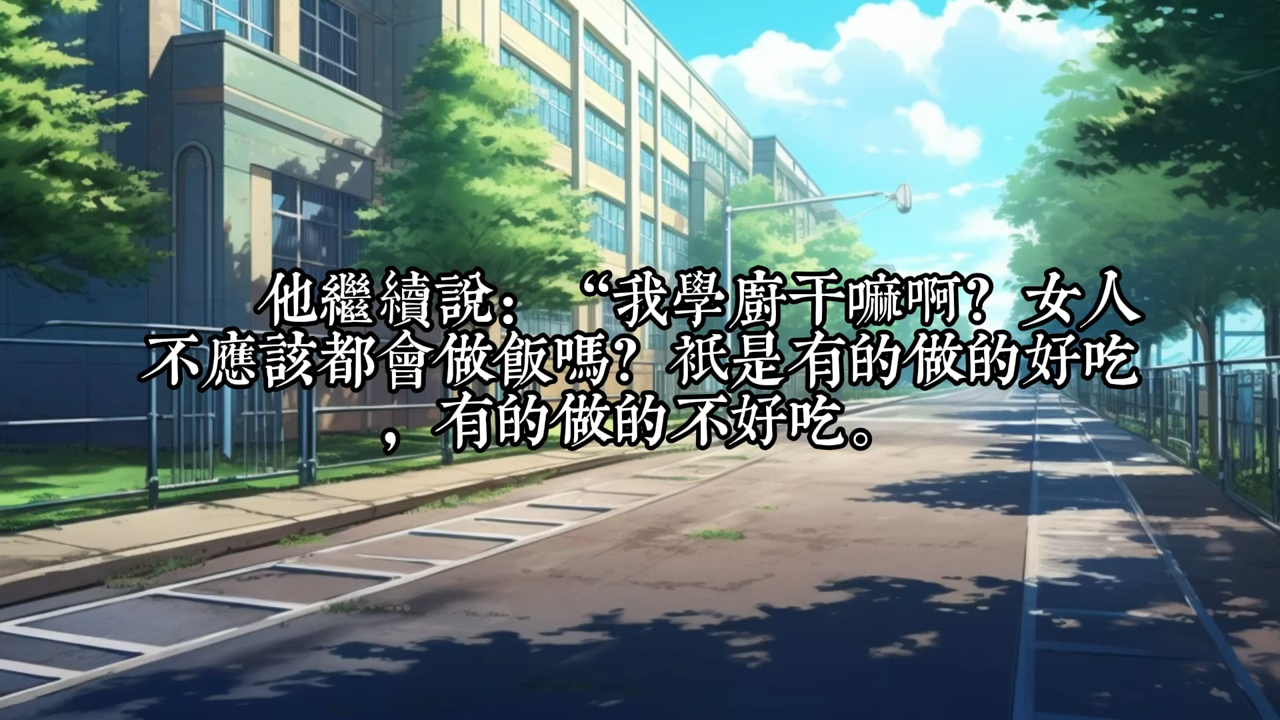 他繼續說：“我學廚干嘛啊？女人
不應該都會做飯嗎？祇是有的做的好吃
，有的做的不好吃。